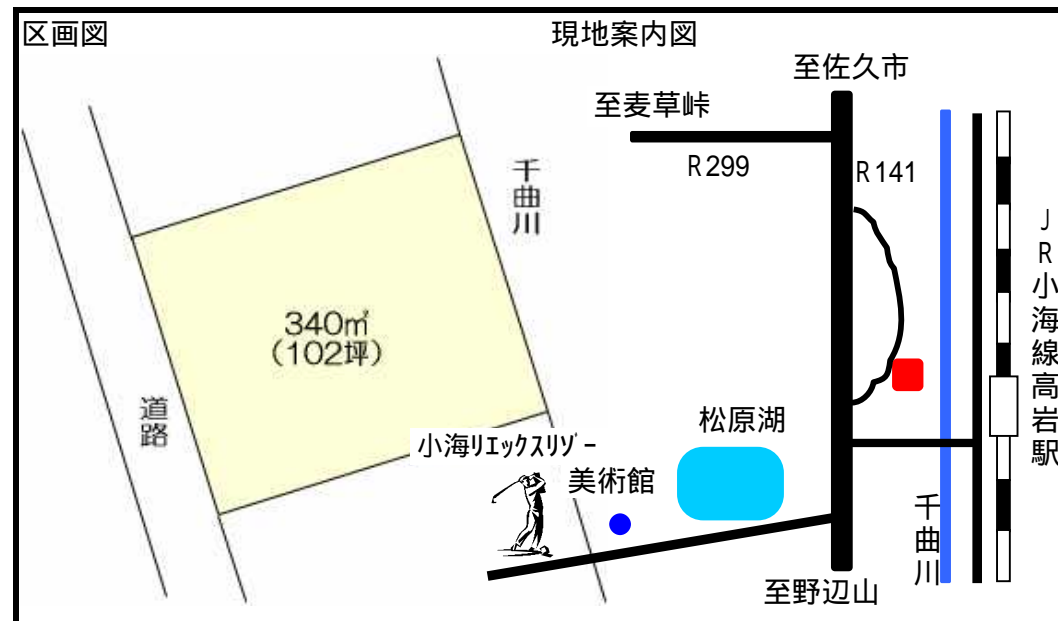 区画図
現地案内図
至佐久市
至麦草峠
R299
R141
千曲川
JR小海線高岩駅
340㎡
(102坪)
道路
松原湖
小海ﾘｴｯｸｽﾘｿﾞｰ
美術館
千曲川
至野辺山